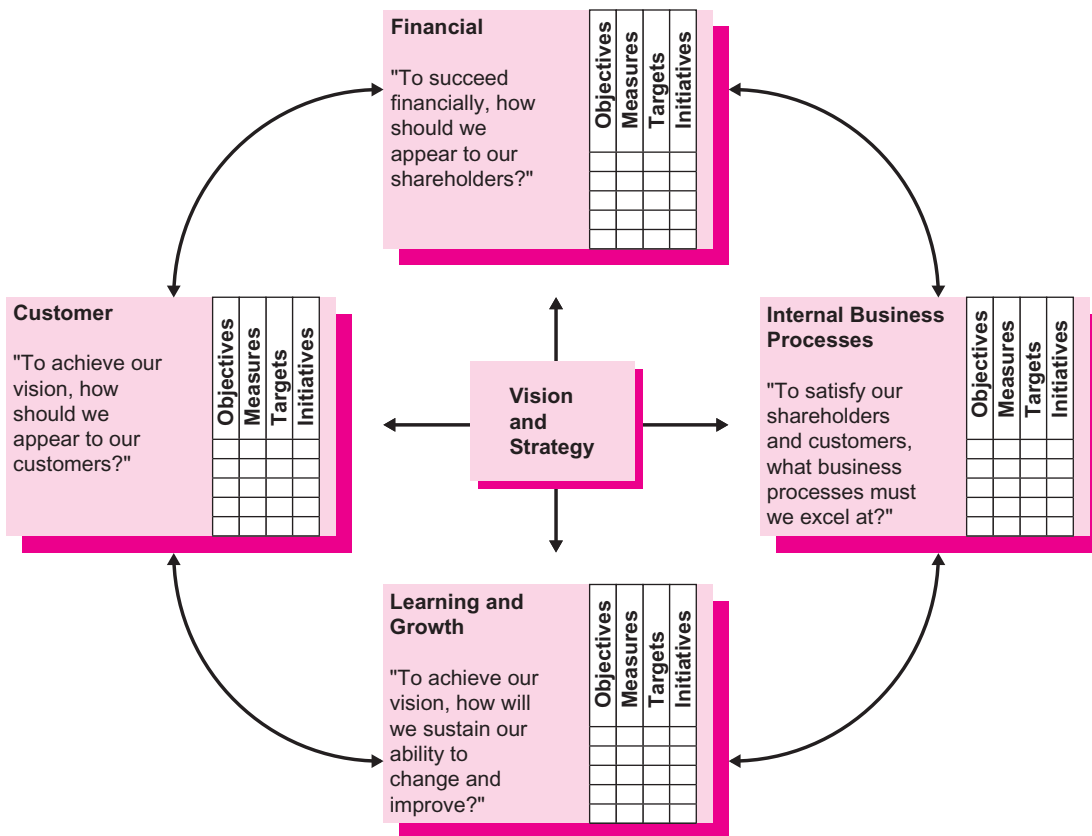 Financial
"To succeed
financially, how
should we
appear to our
shareholders?"
Objectives
Measures
Targets
Initiatives
Customer
"To achieve our
vision, how
should we
appear to our
customers?"
Objectives
Measures
Targets
Initiatives
Vision
and
Strategy
Internal Business
Processes
"To satisfy our
shareholders
and customers,
what business
processes must
we excel at?"
Objectives
Measures
Targets
Initiatives
Learning and
Growth
"To achieve our
vision, how will
we sustain our
ability to
change and
improve?"
Objectives
Measures
Targets
Initiatives